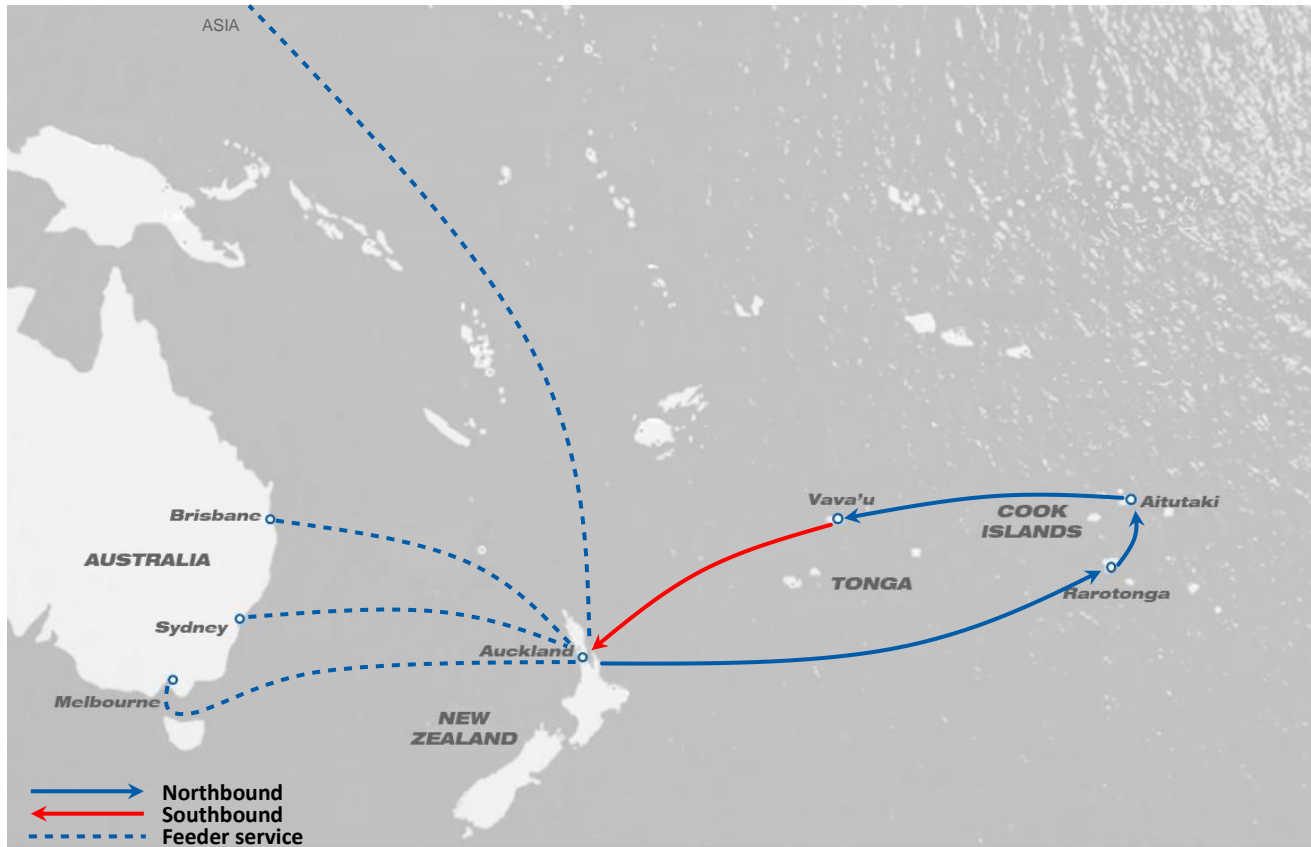 ASIA
Vava'u
Aitutaki
COOK
ISLANDS
Brisbane
AUSTRALIA
TONGA
Rarotonga
Sydney
Auckland
Melbourne
NEW
ZEALAND
Northbound
Southbound
Feeder service